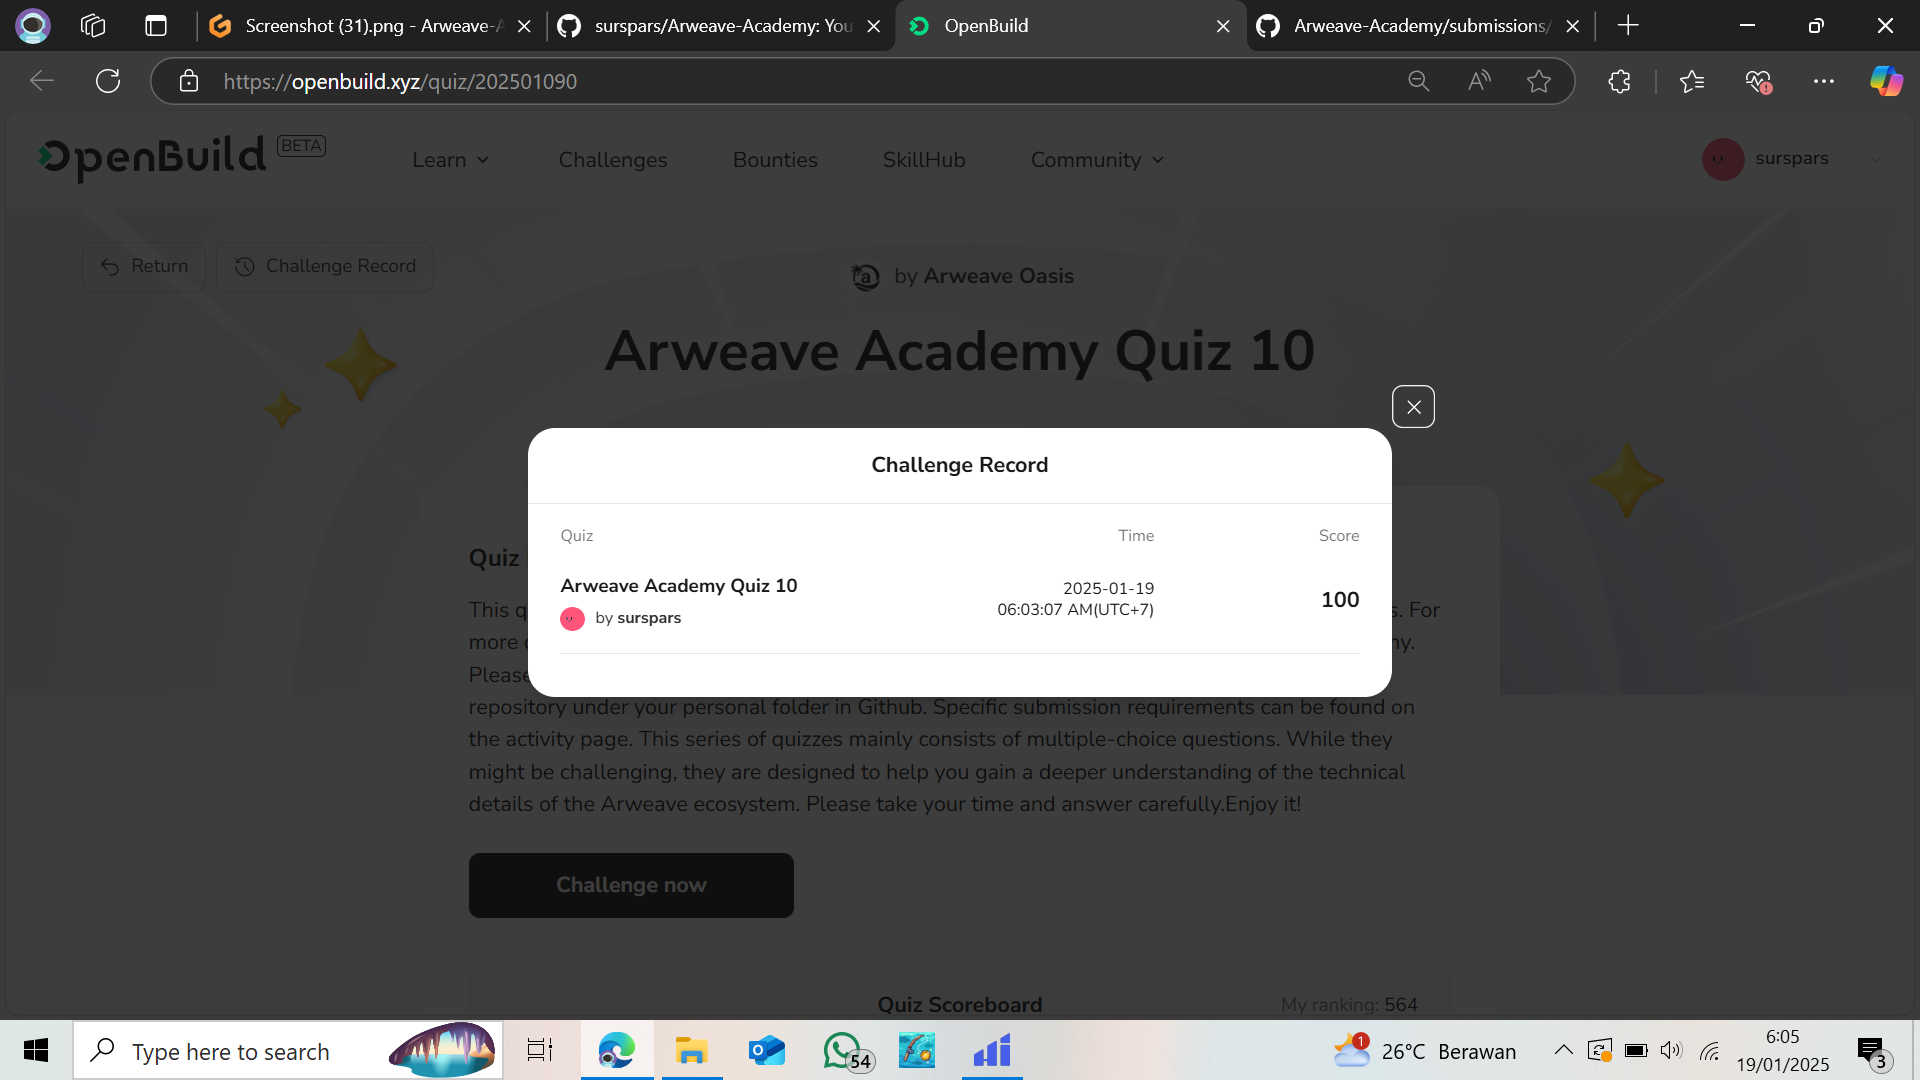 Screenshot (31).png - Arweave-A
surspars/Arweave-Academy: You
OpenBuild
Arweave-Academy/submissions/
https://openbuild.xyz/quiz/202501090
OpenBuild BETA
Learn
Challenges
Bounties
SkillHub
Community
surspars
Return
Challenge Record
by Arweave Oasis
Arweave Academy Quiz 10
Challenge Record
Quiz
Time
Score
Arweave Academy Quiz 10
by surspars
2025-01-19
06:03:07 AM(UTC+7)
100
Quiz
This q
s. For
more
ny.
Please
repository under your personal folder in Github. Specific submission requirements can be found on
the activity page. This series of quizzes mainly consists of multiple-choice questions. While they
might be challenging, they are designed to help you gain a deeper understanding of the technical
details of the Arweave ecosystem. Please take your time and answer carefully.Enjoy it!
Challenge now
Quiz Scoreboard
My ranking: 564
Type here to search
54
1
26°C Berawan
6:05
19/01/2025
3